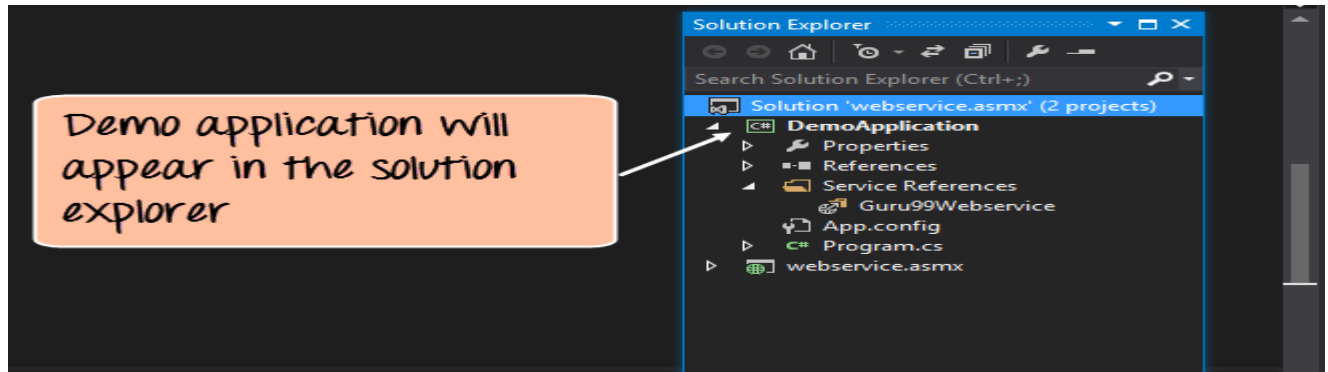 Solution Explorer
Search Solution Explorer (Ctrl+;)
Solution 'webservice.asmx' (2 projects)
C# DemoApplication
Properties
References
Service References
Guru99Webservice
App.config
C# Program.cs
webservice.asmx
Demo application will
appear in the solution
explorer